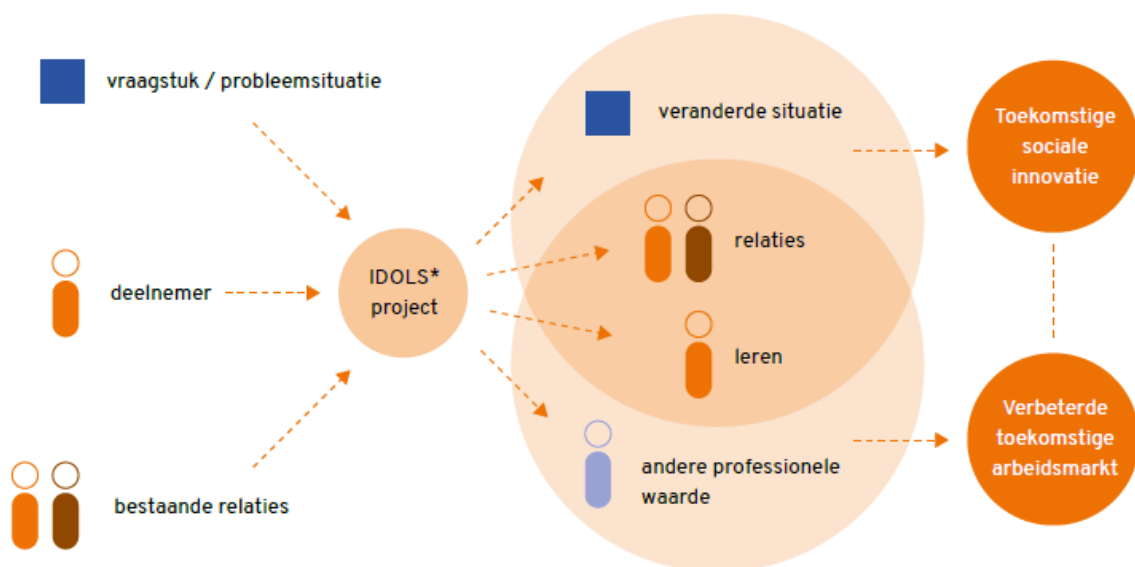 vraagstuk / probleemsituatie
deelnemer
bestaande relaties
IDOLS*
project
veranderde situatie
relaties
leren
andere professionele
waarde
Toekomstige
sociale
innovatie
Verbeterde
toekomstige
arbeidsmarkt